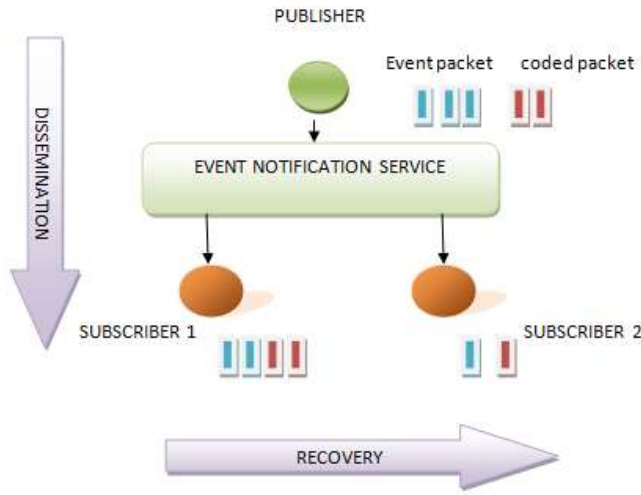 PUBLISHER
Event packet
coded packet
DISSEMINATION
EVENT NOTIFICATION SERVICE
SUBSCRIBER 1
SUBSCRIBER 2
RECOVERY